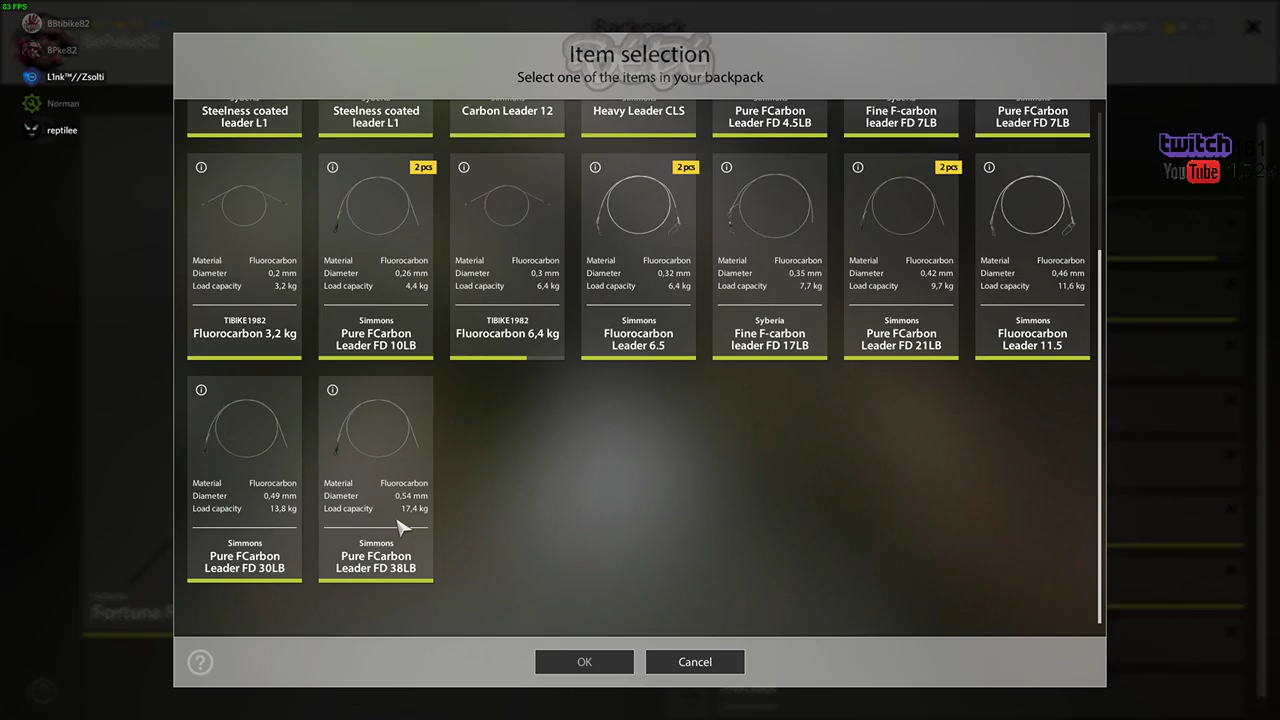 83 FPS
BBtibike82
BPke82
L1nk™//Zsolti
Norman
reptilee
Item selection
Select one of the items in your backpack
twitch
YouTube
Steelness coated
leader L1
Steelness coated
leader L1
Carbon Leader 12
Heavy Leader CLS
Pure FCarbon
Leader FD 4.5LB
Fine F-carbon
leader FD 7LB
Pure FCarbon
Leader FD 7LB
Material Fluorocarbon
Diameter 0,2 mm
Load capacity 3,2 kg
TIBIKE1982
Fluorocarbon 3,2 kg
2 pcs
Material Fluorocarbon
Diameter 0,26 mm
Load capacity 4,4 kg
Simmons
Pure FCarbon
Leader FD 10LB
Material Fluorocarbon
Diameter 0,3 mm
Load capacity 6,4 kg
TIBIKE1982
Fluorocarbon 6,4 kg
2 pcs
Material Fluorocarbon
Diameter 0,32 mm
Load capacity 6,4 kg
Simmons
Fluorocarbon
Leader 6.5
Material Fluorocarbon
Diameter 0,35 mm
Load capacity 7,7 kg
Syberia
Fine F-carbon
leader FD 17LB
2 pcs
Material Fluorocarbon
Diameter 0,42 mm
Load capacity 9,7 kg
Simmons
Pure FCarbon
Leader FD 21LB
Material Fluorocarbon
Diameter 0,46 mm
Load capacity 11,6 kg
Simmons
Fluorocarbon
Leader 11.5
Material Fluorocarbon
Diameter 0,49 mm
Load capacity 13,8 kg
Simmons
Pure FCarbon
Leader FD 30LB
Material Fluorocarbon
Diameter 0,54 mm
Load capacity 17,4 kg
Simmons
Pure FCarbon
Leader FD 38LB
?
OK
Cancel